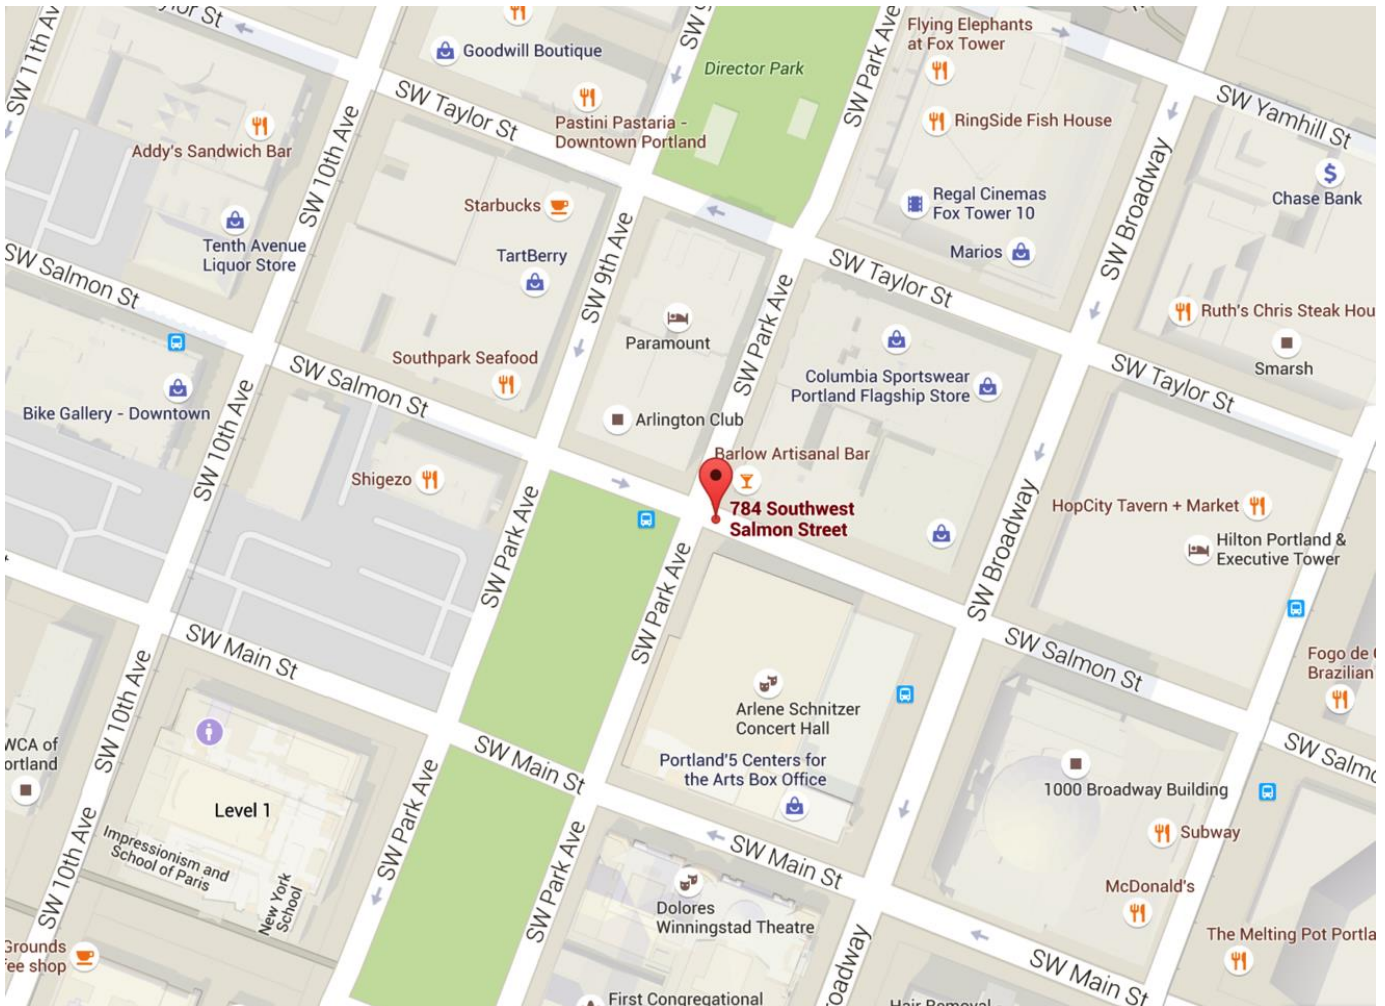 ylor St
SW 11th Av
Goodwill Boutique
SW 9
Director Park
SW Park Ave
Flying Elephants
at Fox Tower
SW Yamhill St
SW Taylor St
Pastini Pastaria -
Downtown Portland
RingSide Fish House
Addy's Sandwich Bar
SW 10th Ave
SW Broadway
Chase Bank
Starbucks
Regal Cinemas
Fox Tower 10
Tenth Avenue
Liquor Store
TartBerry
SW 9th Ave
Marios
SW Salmon St
SW Taylor St
Ruth's Chris Steak Hou
Paramount
SW Park Ave
Smarsh
Southpark Seafood
SW Salmon St
Columbia Sportswear
Portland Flagship Store
SW Taylor St
Bike Gallery - Downtown
SW 10th Ave
Arlington Club
Barlow Artisanal Bar
Shigezo
784 Southwest
Salmon Street
HopCity Tavern + Market
SW Park Ave
SW Park Ave
SW Broadway
Hilton Portland &
Executive Tower
SW Main St
SW Salmon St
Fogo de
Brazilian
SW 10th Ave
Arlene Schnitzer
Concert Hall
WCA of
ortland
SW Main St
Portland'5 Centers for
the Arts Box Office
SW Salmo
1000 Broadway Building
Level 1
SW Park Ave
SW Park Ave
Subway
Impressionism and
School of Paris
SW 10th Ave
SW Main St
McDonald's
New York
School
Dolores
Winningstad Theatre
The Melting Pot Portla
Grounds
fee shop
oadway
SW Main St
First Congregational
Hair Removal